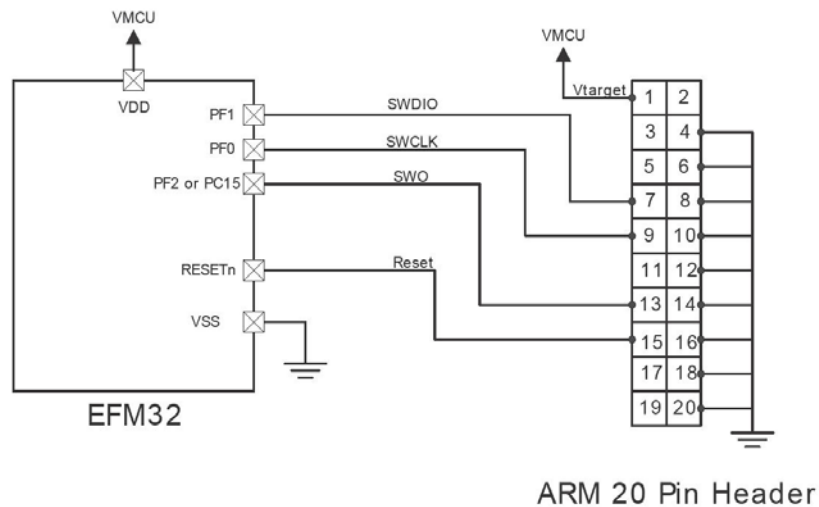 VMCU
VMCU
VDD
Vtarget
1 2
PF1
SWDIO
3 4
PF0
SWCLK
5 6
PF2 or PC15
SWO
7 8
9 10
RESETn
Reset
11 12
13 14
VSS
15 16
17 18
19 20
EFM32
ARM 20 Pin Header